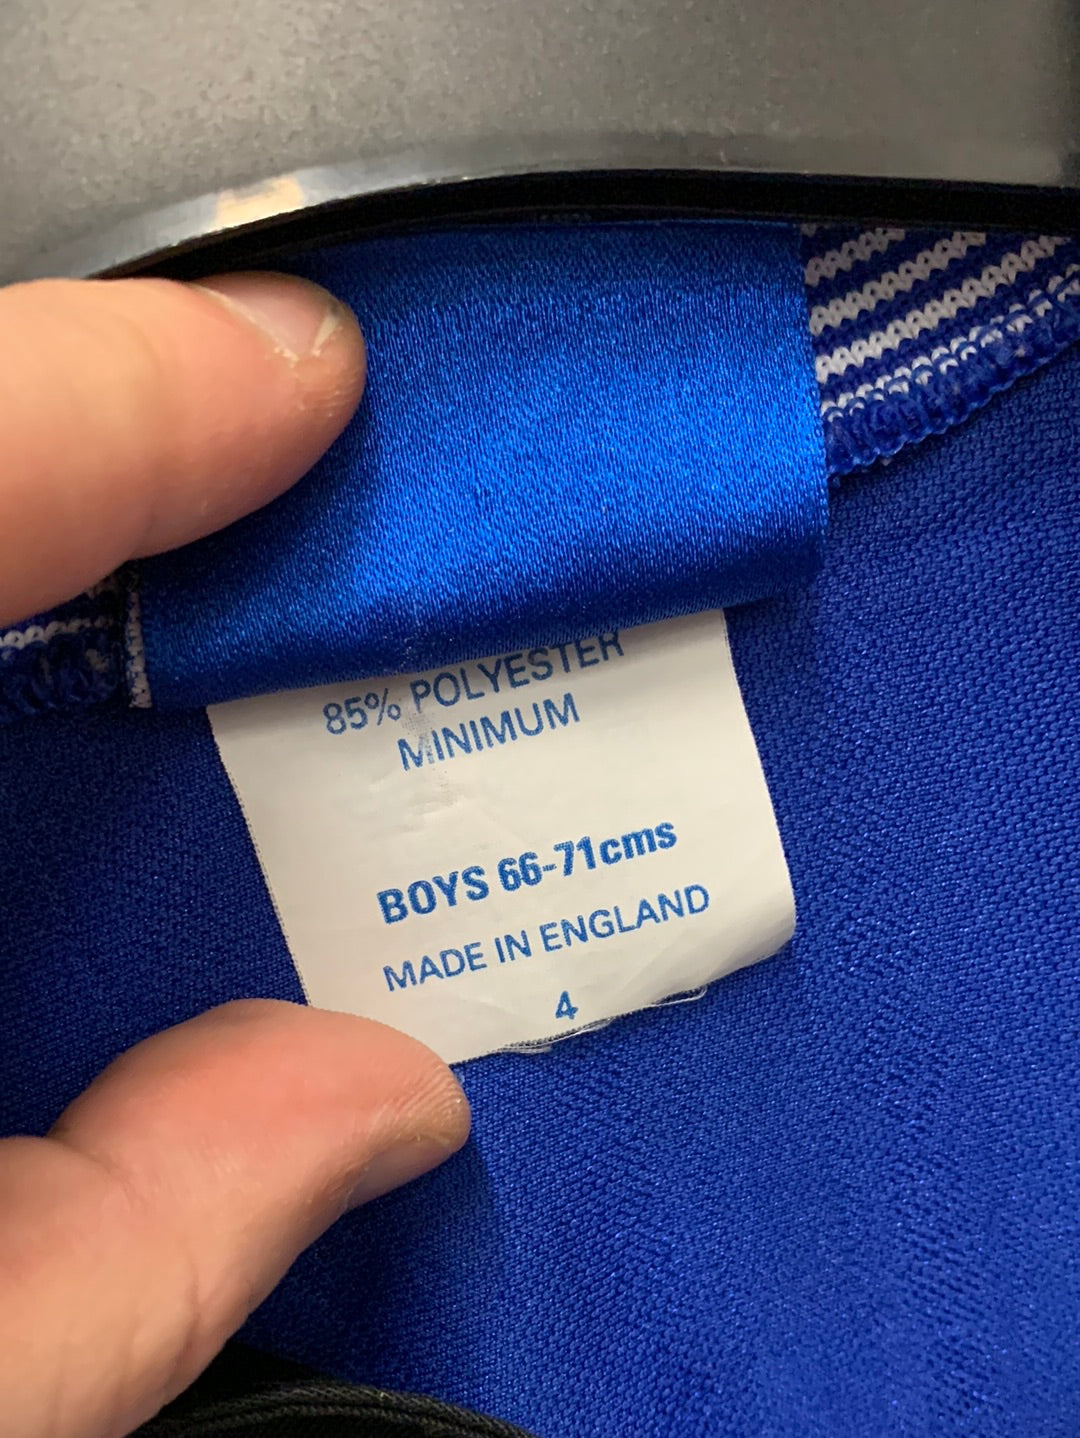 85% POLYESTER
MINIMUM
BOYS 66-71cms
MADE IN ENGLAND
4